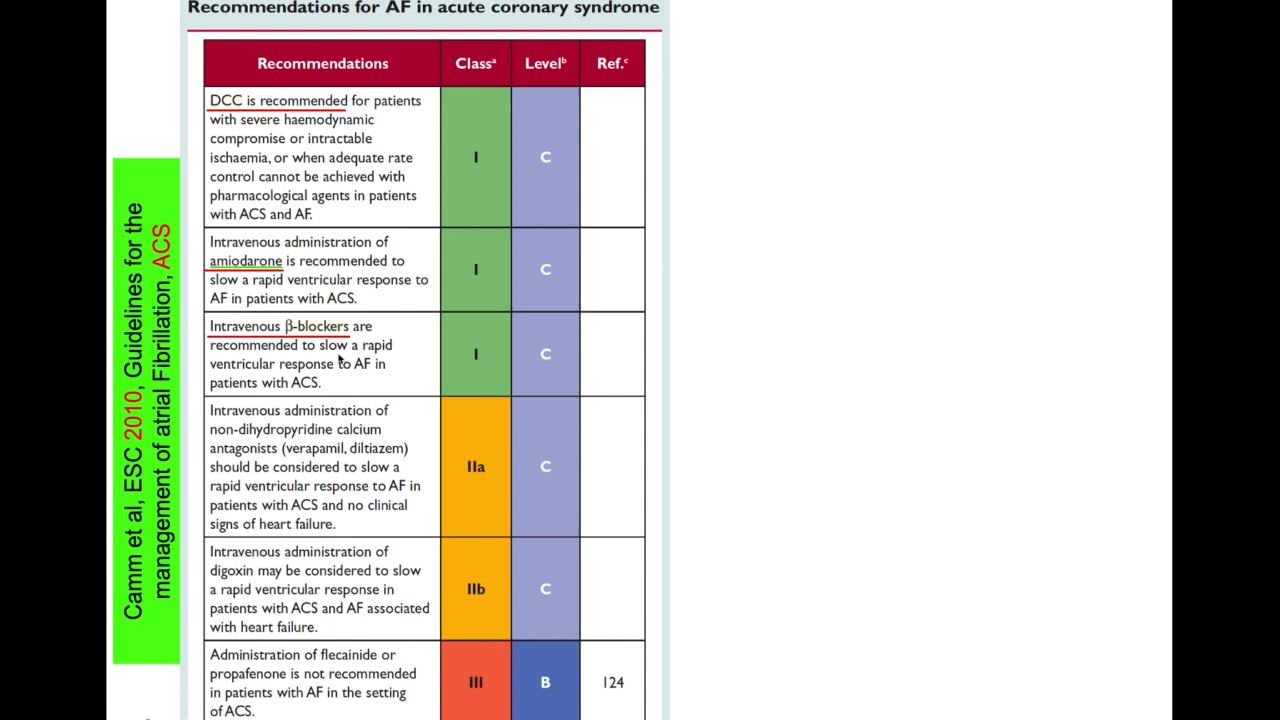 Recommendations for AF in acute coronary syndrome
Recommendations Classᵃ Levelᵇ Ref.ᶜ
DCC is recommended for patients
with severe haemodynamic
compromise or intractable
ischaemia, or when adequate rate
control cannot be achieved with
pharmacological agents in patients
with ACS and AF.
I C
Intravenous administration of
amiodarone is recommended to
slow a rapid ventricular response to
AF in patients with ACS.
I C
Intravenous β-blockers are
recommended to slow a rapid
ventricular response to AF in
patients with ACS.
I C
Intravenous administration of
non-dihydropyridine calcium
antagonists (verapamil, diltiazem)
should be considered to slow a
rapid ventricular response to AF in
patients with ACS and no clinical
signs of heart failure.
IIa C
Intravenous administration of
digoxin may be considered to slow
a rapid ventricular response in
patients with ACS and AF associated
with heart failure.
IIb C
Administration of flecainide or
propafenone is not recommended
in patients with AF in the setting
of ACS.
III B 124
Camm et al, ESC 2010, Guidelines for the
management of atrial Fibrillation, ACS